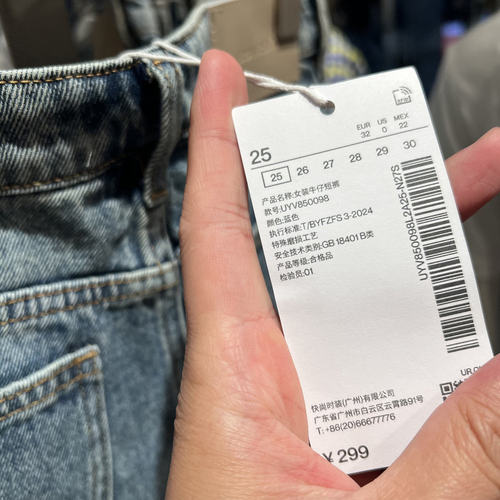 EUR US MEX
25 32 0 22
25 26 27 28 29 30
产品名称:女装牛仔短裤
款号:UYV850098
颜色:蓝色
执行标准:T/BYFZFS 3-2024
特殊磨损工艺
安全技术类别:GB 18401 B类
产品等级:合格品
检验员:01
UYV850098L2A25-N27S
快尚时装(广州)有限公司
广东省广州市白云区云霄路91号
T: +86(20)66677776
¥ 299